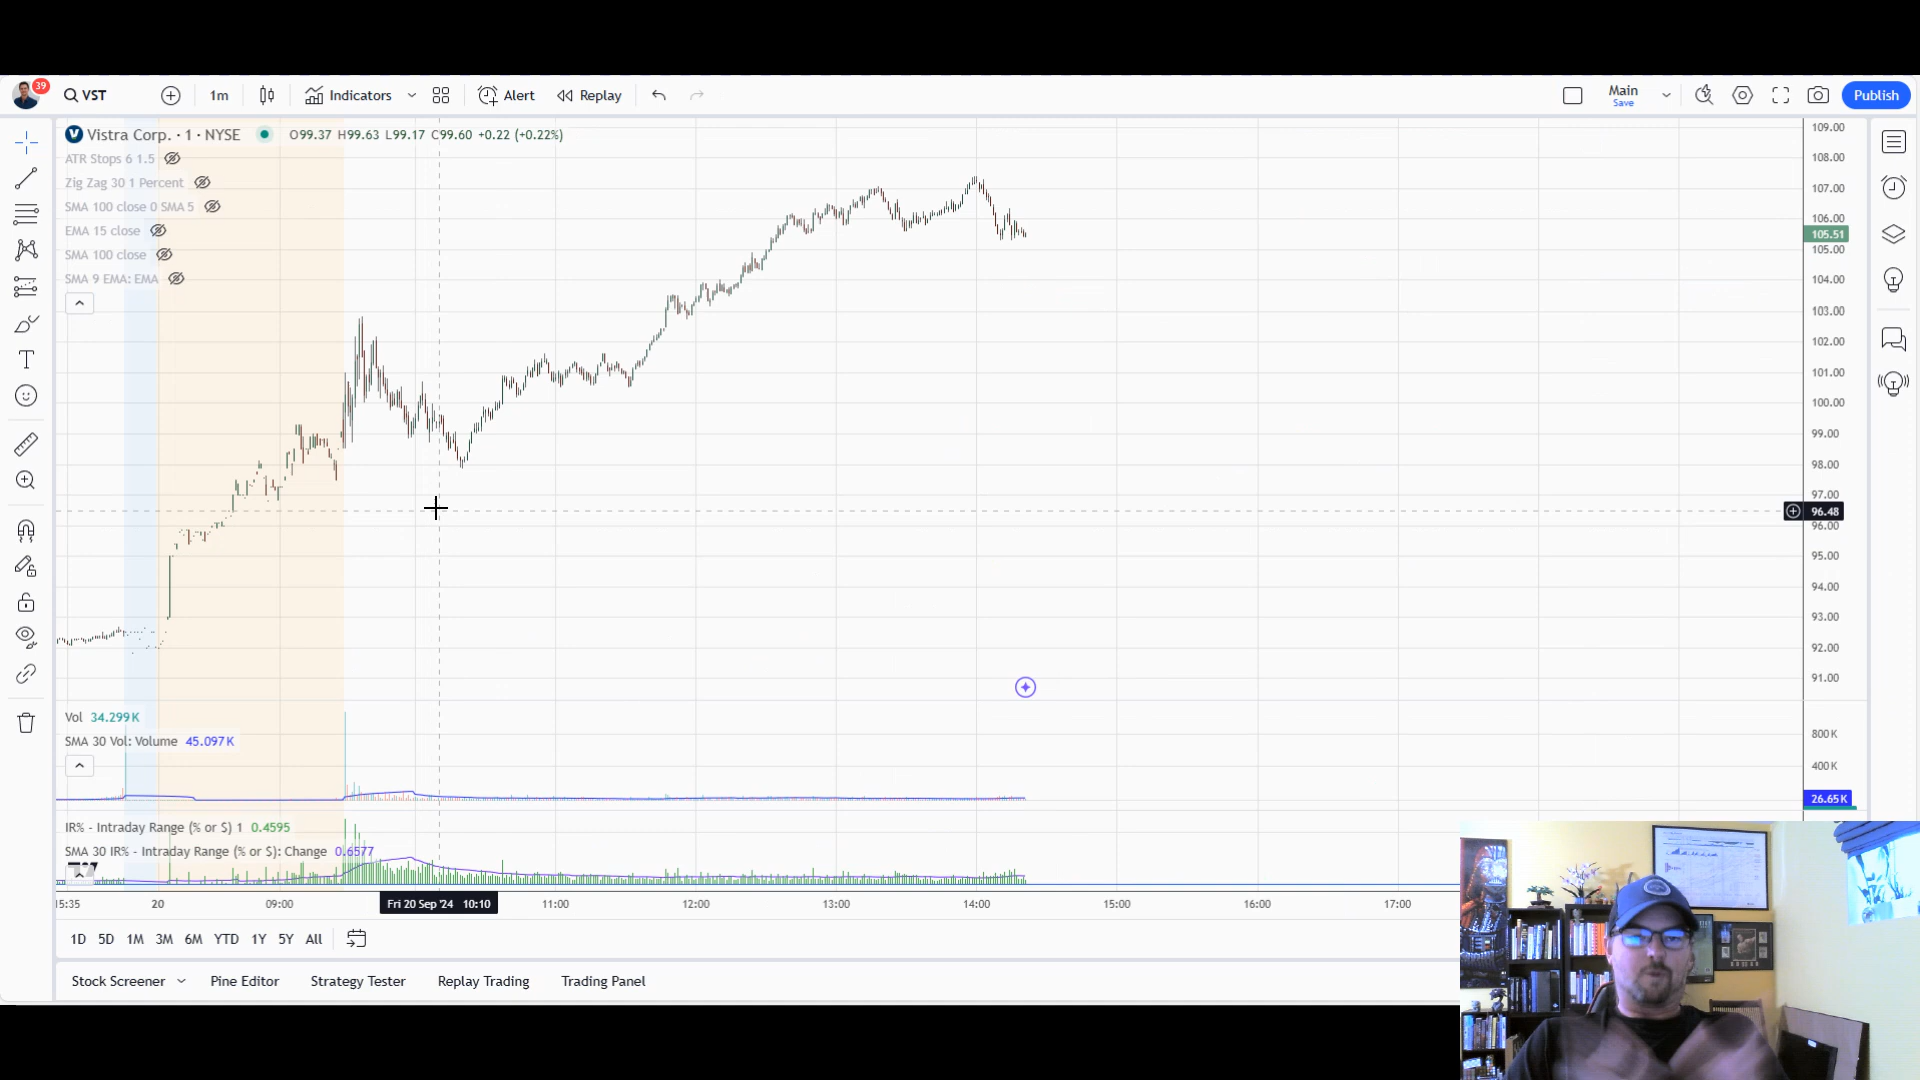 39
VST
1m
Indicators
Alert
Replay
Main
Save
Publish
Vistra Corp. · 1 · NYSE
O99.37 H99.63 L99.17 C99.60 +0.22 (+0.22%)
ATR Stops 6 1.5
Zig Zag 30 1 Percent
SMA 100 close 0 SMA 5
EMA 15 close
SMA 100 close
SMA 9 EMA: EMA
109.00
108.00
107.00
106.00
105.51
105.00
104.00
103.00
102.00
101.00
100.00
99.00
98.00
97.00
96.48
96.00
95.00
94.00
93.00
92.00
91.00
Vol 34.299K
SMA 30 Vol: Volume 45.097K
800K
400K
26.65K
IR% - Intraday Range (% or $) 1 0.4595
SMA 30 IR% - Intraday Range (% or $): Change 0.6577
15:35
20
09:00
Fri 20 Sep '24 10:10
11:00
12:00
13:00
14:00
15:00
16:00
17:00
1D
5D
1M
3M
6M
YTD
1Y
5Y
All
Stock Screener
Pine Editor
Strategy Tester
Replay Trading
Trading Panel